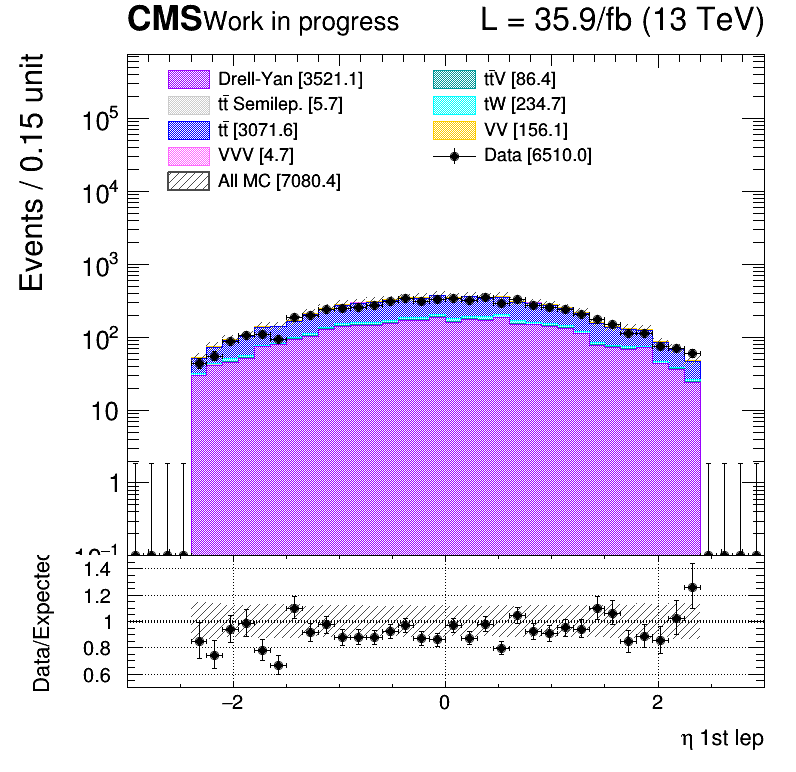 CMS Work in progress L = 35.9/fb (13 TeV)
Events / 0.15 unit
Drell-Yan [3521.1]
tt̄ Semilep. [5.7]
tt̄ [3071.6]
VVV [4.7]
All MC [7080.4]
tt̄V [86.4]
tW [234.7]
VV [156.1]
Data [6510.0]
10⁵
10⁴
10³
10²
10
1
10⁻¹
Data/Expected
1.4
1.2
1
0.8
0.6
−2 0 2
η 1st lep